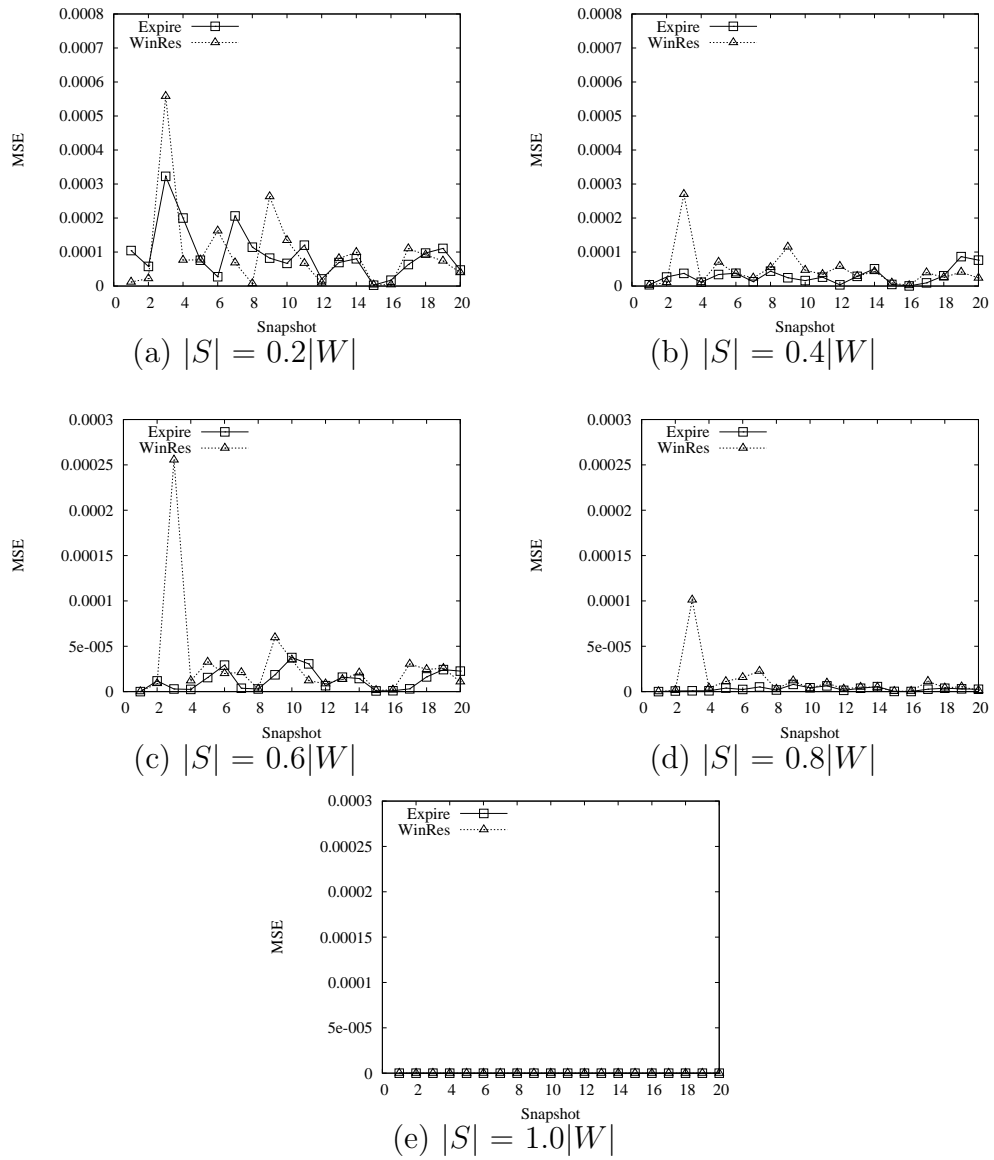 0.0008
0.0007
0.0006
0.0005
0.0004
0.0003
0.0002
0.0001
0
MSE
Expire
WinRes
0 2 4 6 8 10 12 14 16 18 20
Snapshot
(a) |S| = 0.2|W|
0.0008
0.0007
0.0006
0.0005
0.0004
0.0003
0.0002
0.0001
0
MSE
Expire
WinRes
0 2 4 6 8 10 12 14 16 18 20
Snapshot
(b) |S| = 0.4|W|
0.0003
0.00025
0.0002
0.00015
0.0001
5e-005
0
MSE
Expire
WinRes
0 2 4 6 8 10 12 14 16 18 20
Snapshot
(c) |S| = 0.6|W|
0.0003
0.00025
0.0002
0.00015
0.0001
5e-005
0
MSE
Expire
WinRes
0 2 4 6 8 10 12 14 16 18 20
Snapshot
(d) |S| = 0.8|W|
0.0003
0.00025
0.0002
0.00015
0.0001
5e-005
0
MSE
Expire
WinRes
0 2 4 6 8 10 12 14 16 18 20
Snapshot
(e) |S| = 1.0|W|